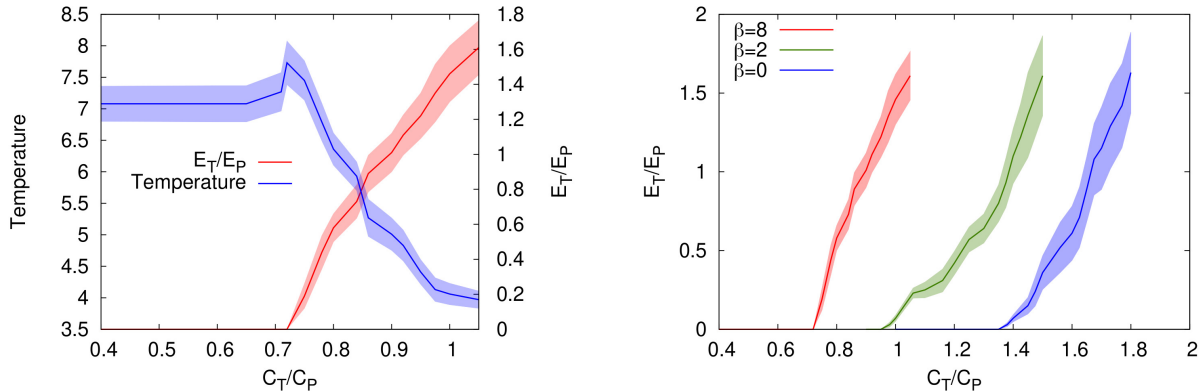 8.5
8
7.5
7
6.5
6
5.5
5
4.5
4
3.5
Temperature
E_T/E_P
Temperature
1.8
1.6
1.4
1.2
1
0.8
0.6
0.4
0.2
0
E_T/E_P
0.4 0.5 0.6 0.7 0.8 0.9 1
C_T/C_P
2
1.5
1
0.5
0
E_T/E_P
β=8
β=2
β=0
0.4 0.6 0.8 1 1.2 1.4 1.6 1.8 2
C_T/C_P